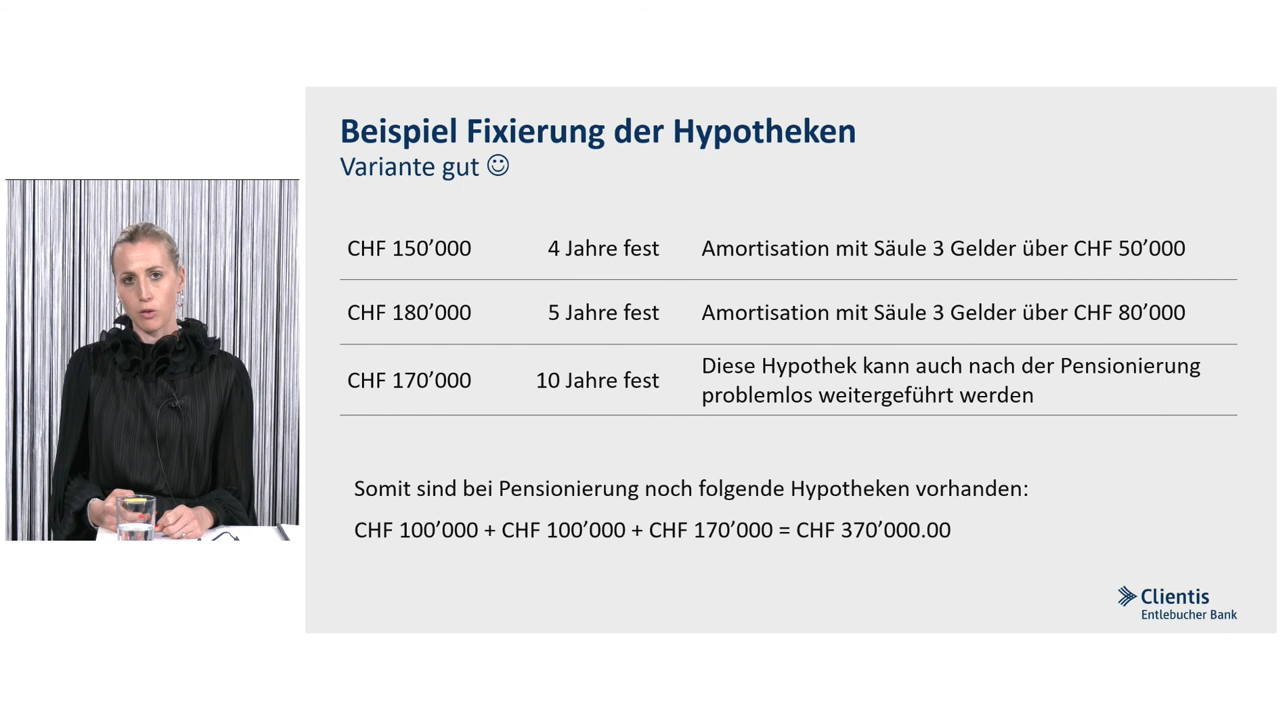 Beispiel Fixierung der Hypotheken
Variante gut ☺
CHF 150’000 4 Jahre fest Amortisation mit Säule 3 Gelder über CHF 50’000
CHF 180’000 5 Jahre fest Amortisation mit Säule 3 Gelder über CHF 80’000
CHF 170’000 10 Jahre fest Diese Hypothek kann auch nach der Pensionierung
problemlos weitergeführt werden
Somit sind bei Pensionierung noch folgende Hypotheken vorhanden:
CHF 100’000 + CHF 100’000 + CHF 170’000 = CHF 370’000.00
Clientis
Entlebucher Bank